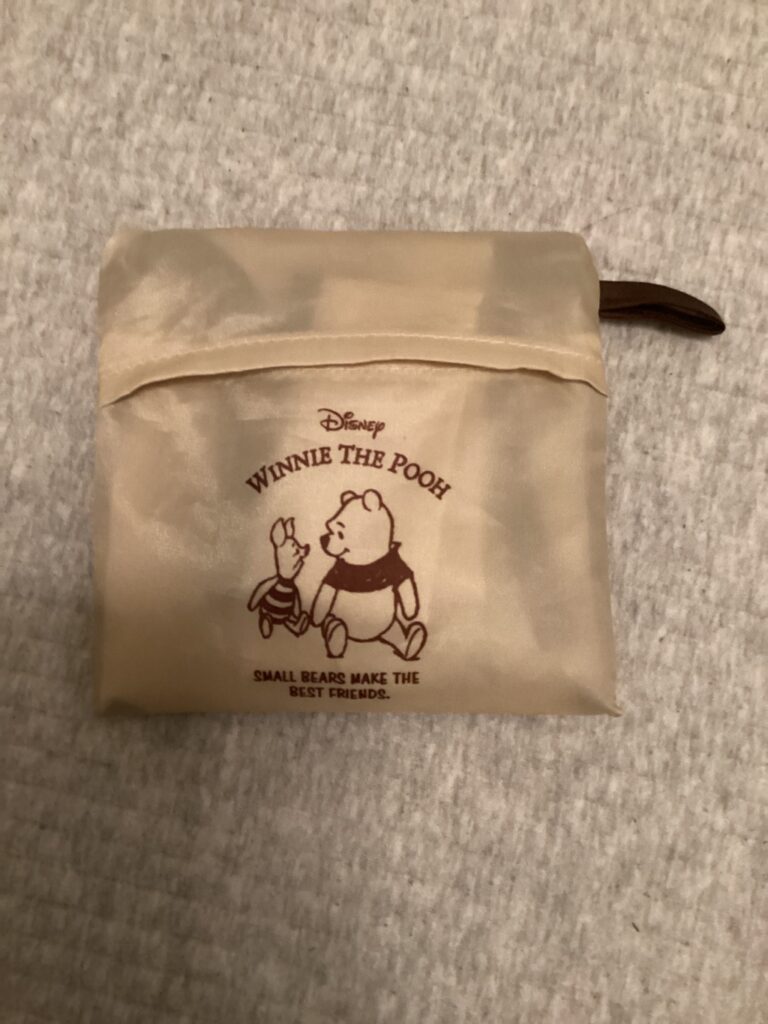 Disney
WINNIE THE POOH
SMALL BEARS MAKE THE
BEST FRIENDS.